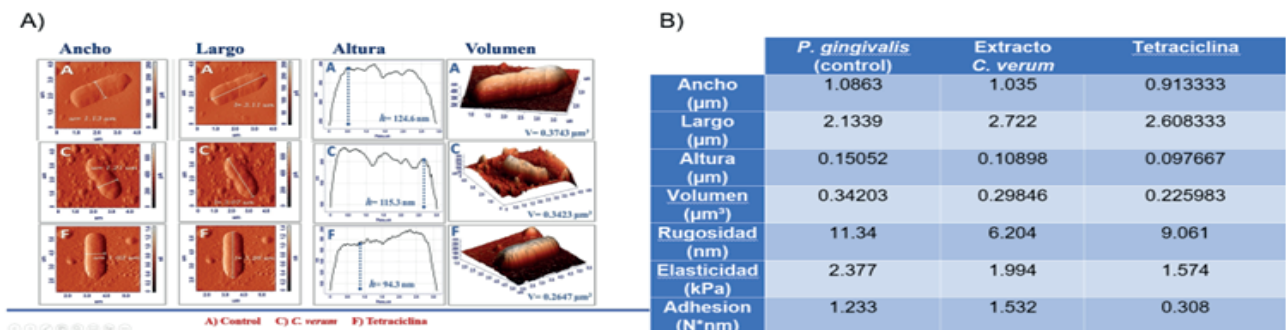 A)
Ancho Largo Altura Volumen
A A A A
h= 124.6 nm
V= 0.3743 µm³
C C C C
h= 115.3 nm
V= 0.3423 µm³
F F F F
h= 94.3 nm
V= 0.2647 µm³
A) Control C) C. verum F) Tetraciclina
B)
P. gingivalis (control) Extracto C. verum Tetraciclina
Ancho (µm) 1.0863 1.035 0.913333
Largo (µm) 2.1339 2.722 2.608333
Altura (µm) 0.15052 0.10898 0.097667
Volumen (µm³) 0.34203 0.29846 0.225983
Rugosidad (nm) 11.34 6.204 9.061
Elasticidad (kPa) 2.377 1.994 1.574
Adhesion (N*nm) 1.233 1.532 0.308